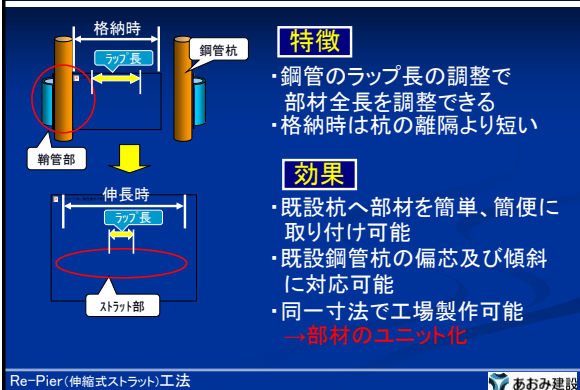 格納時
ラップ長
鋼管杭
鞘管部
伸長時
ラップ長
ストラット部
特徴
・鋼管のラップ長の調整で
部材全長を調整できる
・格納時は杭の離隔より短い
効果
・既設杭へ部材を簡単、簡便に
取り付け可能
・既設鋼管杭の偏芯及び傾斜
に対応可能
・同一寸法で工場製作可能
→部材のユニット化
Re-Pier(伸縮式ストラット)工法
あおみ建設